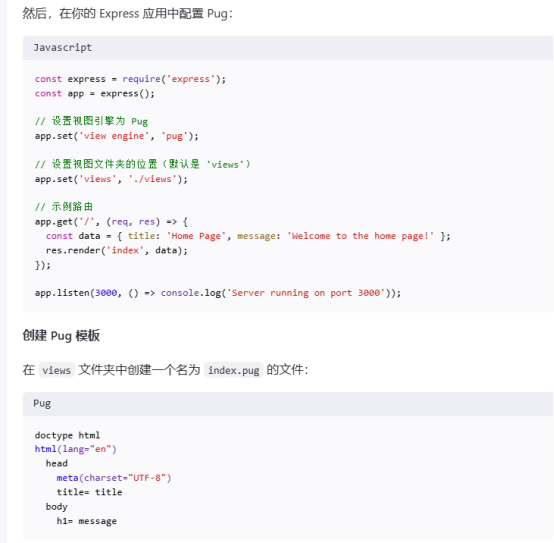 然后，在你的 Express 应用中配置 Pug：
Javascript
const express = require('express');
const app = express();
// 设置视图引擎为 Pug
app.set('view engine', 'pug');
// 设置视图文件夹的位置（默认是 'views'）
app.set('views', './views');
// 示例路由
app.get('/', (req, res) => {
  const data = { title: 'Home Page', message: 'Welcome to the home page!' };
  res.render('index', data);
});
app.listen(3000, () => console.log('Server running on port 3000'));
创建 Pug 模板
在 views 文件夹中创建一个名为 index.pug 的文件：
Pug
doctype html
html(lang="en")
  head
    meta(charset="UTF-8")
    title= title
  body
    h1= message